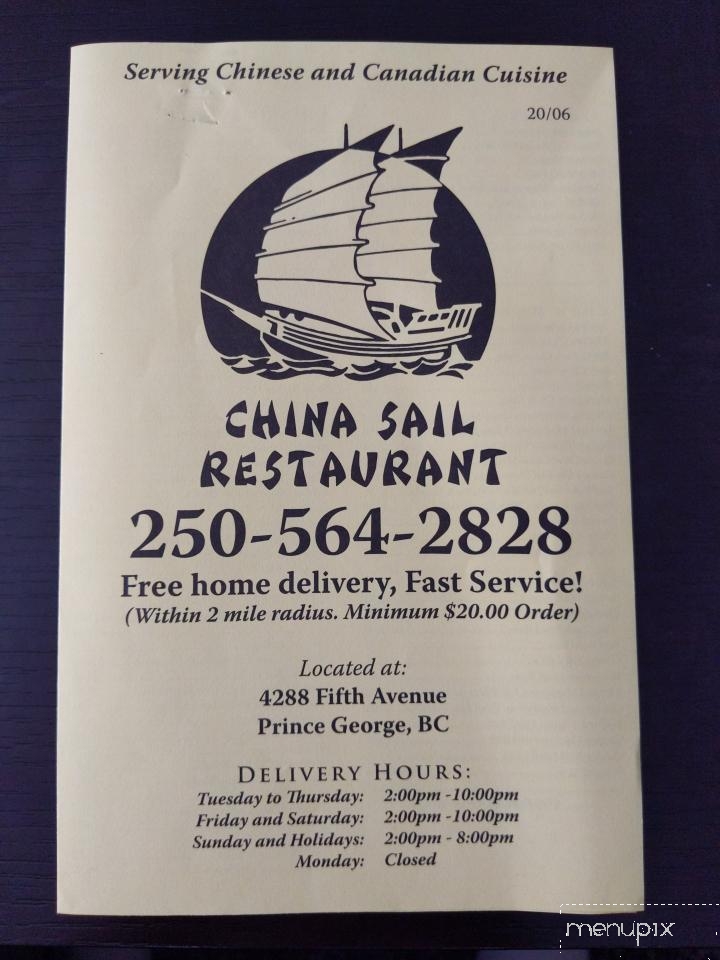 Serving Chinese and Canadian Cuisine
20/06
CHINA SAIL
RESTAURANT
250-564-2828
Free home delivery, Fast Service!
(Within 2 mile radius. Minimum $20.00 Order)
Located at:
4288 Fifth Avenue
Prince George, BC
DELIVERY HOURS:
Tuesday to Thursday: 2:00pm -10:00pm
Friday and Saturday: 2:00pm -10:00pm
Sunday and Holidays: 2:00pm - 8:00pm
Monday: Closed
menupix